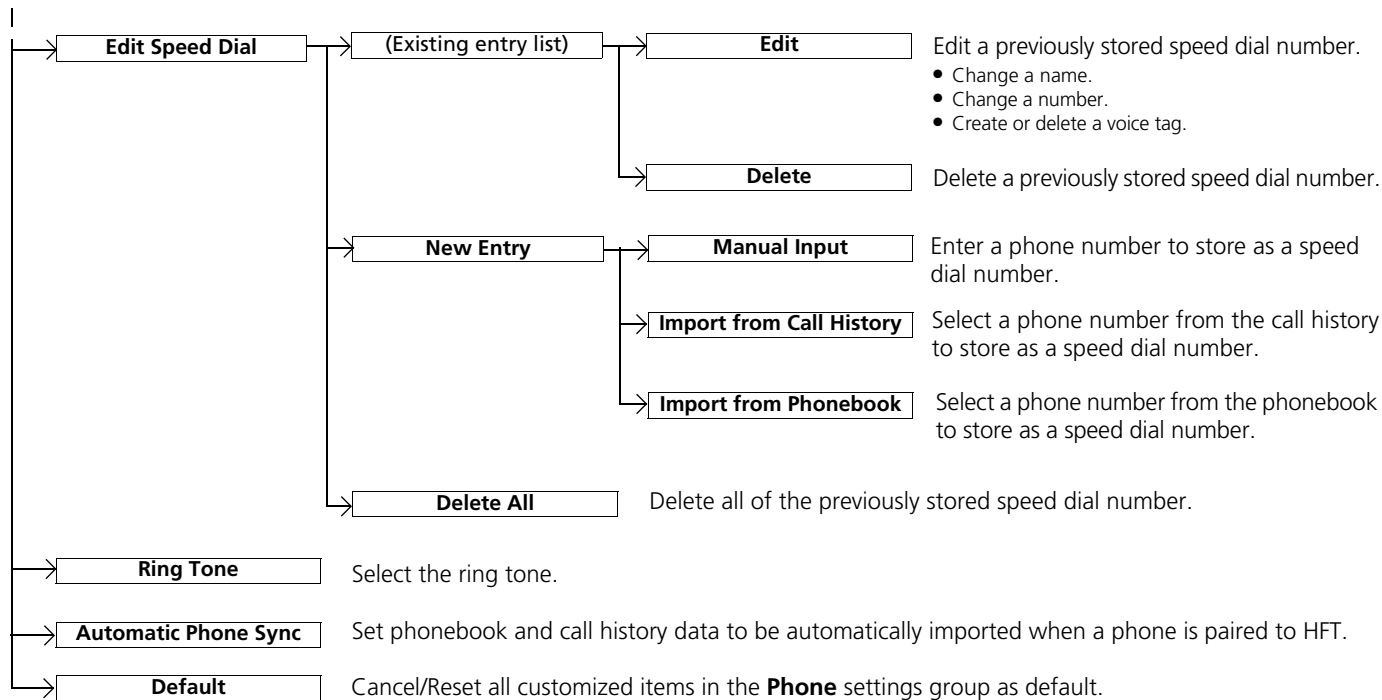 Edit Speed Dial
(Existing entry list)
Edit
Edit a previously stored speed dial number.
• Change a name.
• Change a number.
• Create or delete a voice tag.
Delete
Delete a previously stored speed dial number.
New Entry
Manual Input
Enter a phone number to store as a speed
dial number.
Import from Call History
Select a phone number from the call history
to store as a speed dial number.
Import from Phonebook
Select a phone number from the phonebook
to store as a speed dial number.
Delete All
Delete all of the previously stored speed dial number.
Ring Tone
Select the ring tone.
Automatic Phone Sync
Set phonebook and call history data to be automatically imported when a phone is paired to HFT.
Default
Cancel/Reset all customized items in the Phone settings group as default.